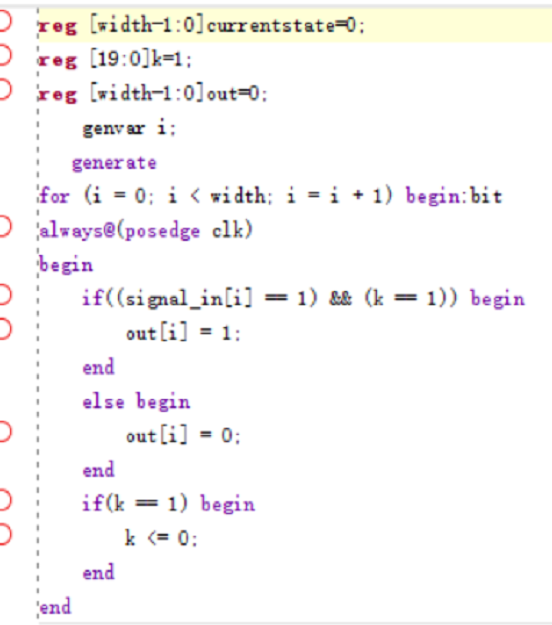 reg [width-1:0]currentstate=0;
reg [19:0]k=1;
reg [width-1:0]out=0;
genvar i;
generate
for (i = 0; i < width; i = i + 1) begin:bit
always@(posedge clk)
begin
if((signal_in[i] == 1) && (k == 1)) begin
out[i] = 1;
end
else begin
out[i] = 0;
end
if(k == 1) begin
k <= 0;
end
end